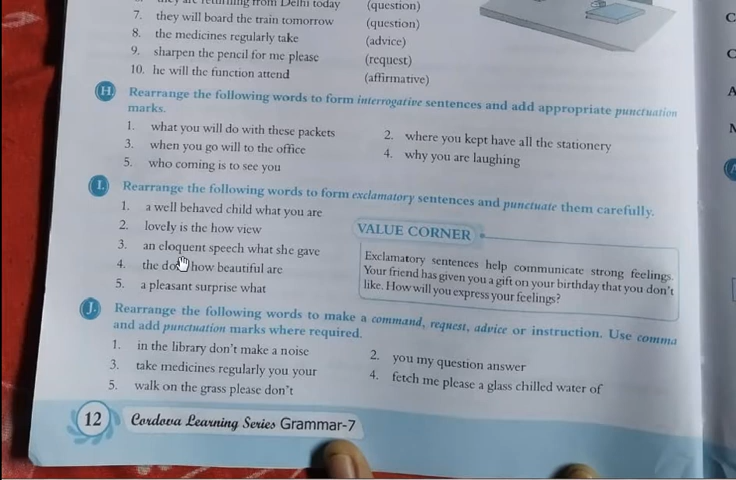 they are returning from Delhi today (question)
7. they will board the train tomorrow (question)
8. the medicines regularly take (advice)
9. sharpen the pencil for me please (request)
10. he will the function attend (affirmative)
H. Rearrange the following words to form interrogative sentences and add appropriate punctuation
marks.
1. what you will do with these packets
2. where you kept have all the stationery
3. when you go will to the office
4. why you are laughing
5. who coming is to see you
I. Rearrange the following words to form exclamatory sentences and punctuate them carefully.
1. a well behaved child what you are
2. lovely is the how view
3. an eloquent speech what she gave
4. the how beautiful are
5. a pleasant surprise what
VALUE CORNER
Exclamatory sentences help communicate strong feelings.
Your friend has given you a gift on your birthday that you don't
like. How will you express your feelings?
J. Rearrange the following words to make a command, request, advice or instruction. Use comma
and add punctuation marks where required.
1. in the library don't make a noise
2. you my question answer
3. take medicines regularly you your
4. fetch me please a glass chilled water of
5. walk on the grass please don't
12 Cordova Learning Series Grammar-7